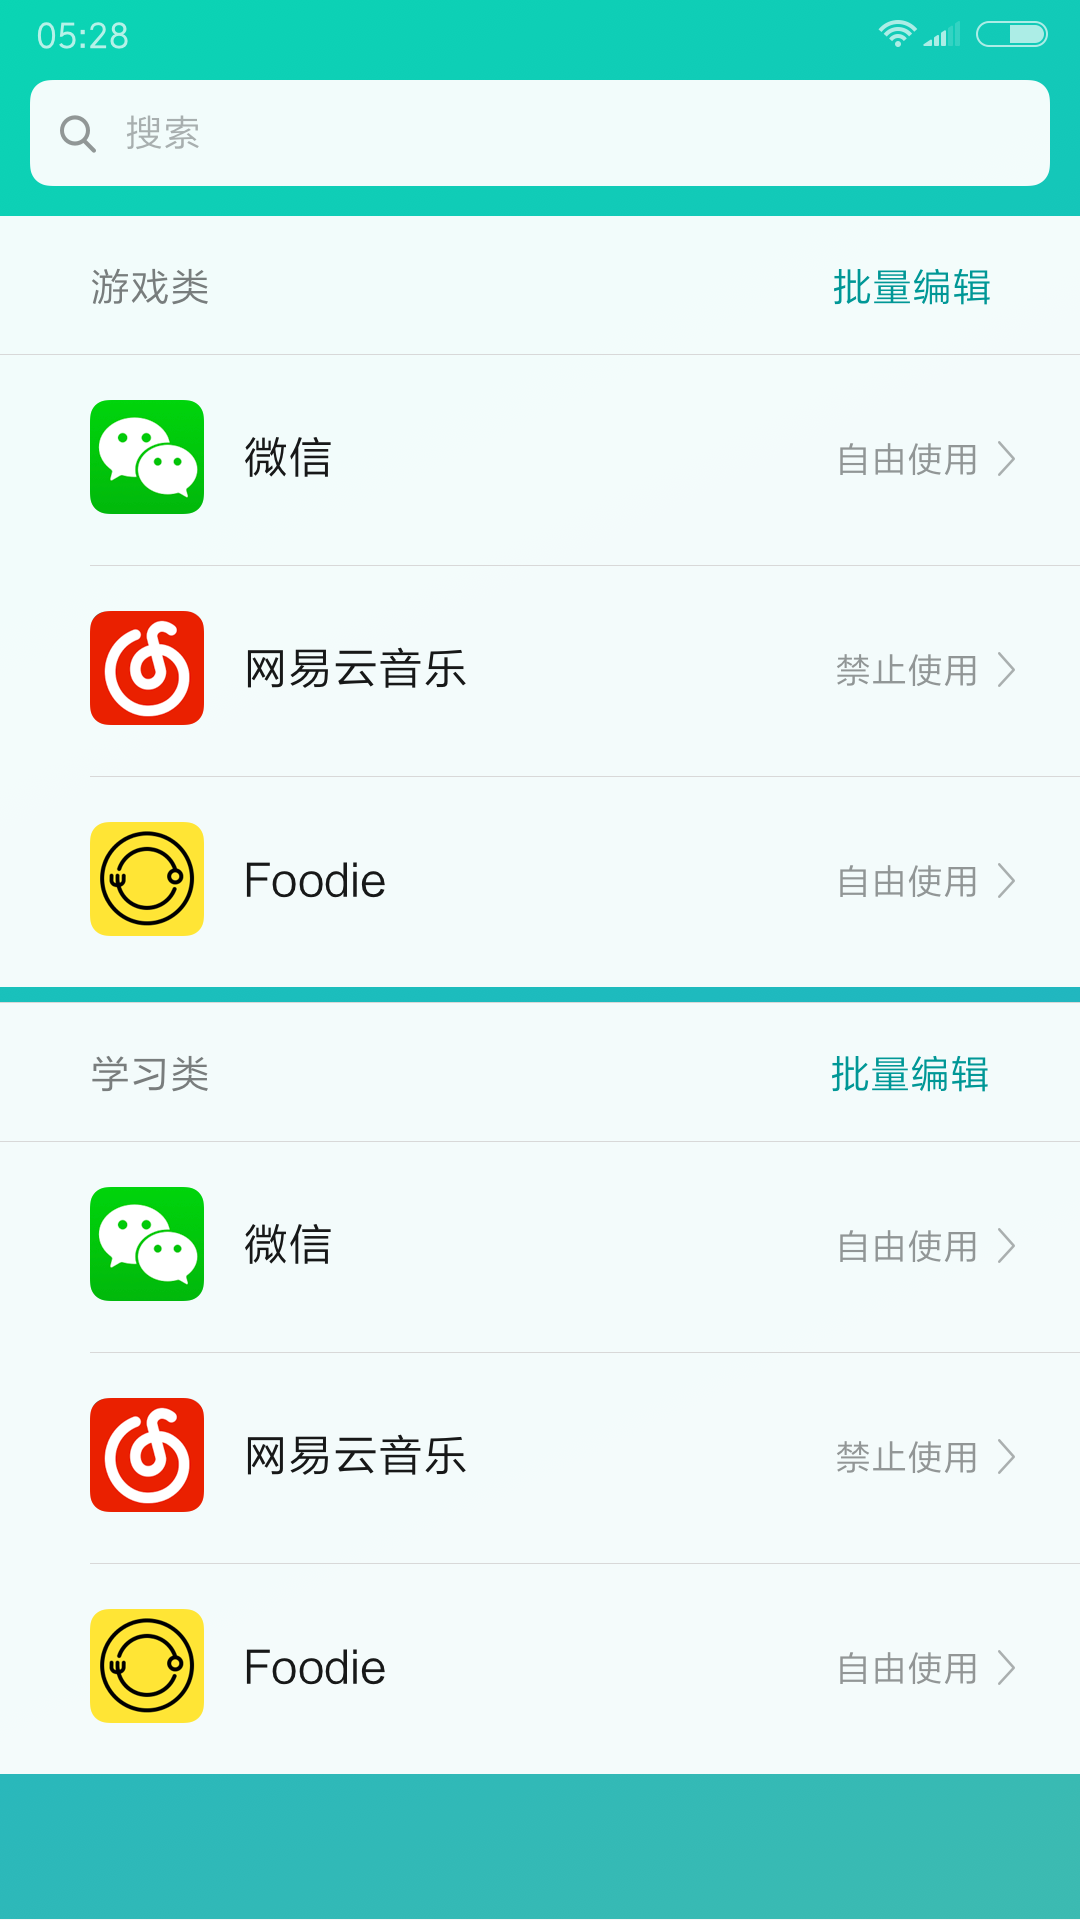 05:28
搜索
游戏类 批量编辑
微信 自由使用
网易云音乐 禁止使用
Foodie 自由使用
学习类 批量编辑
微信 自由使用
网易云音乐 禁止使用
Foodie 自由使用